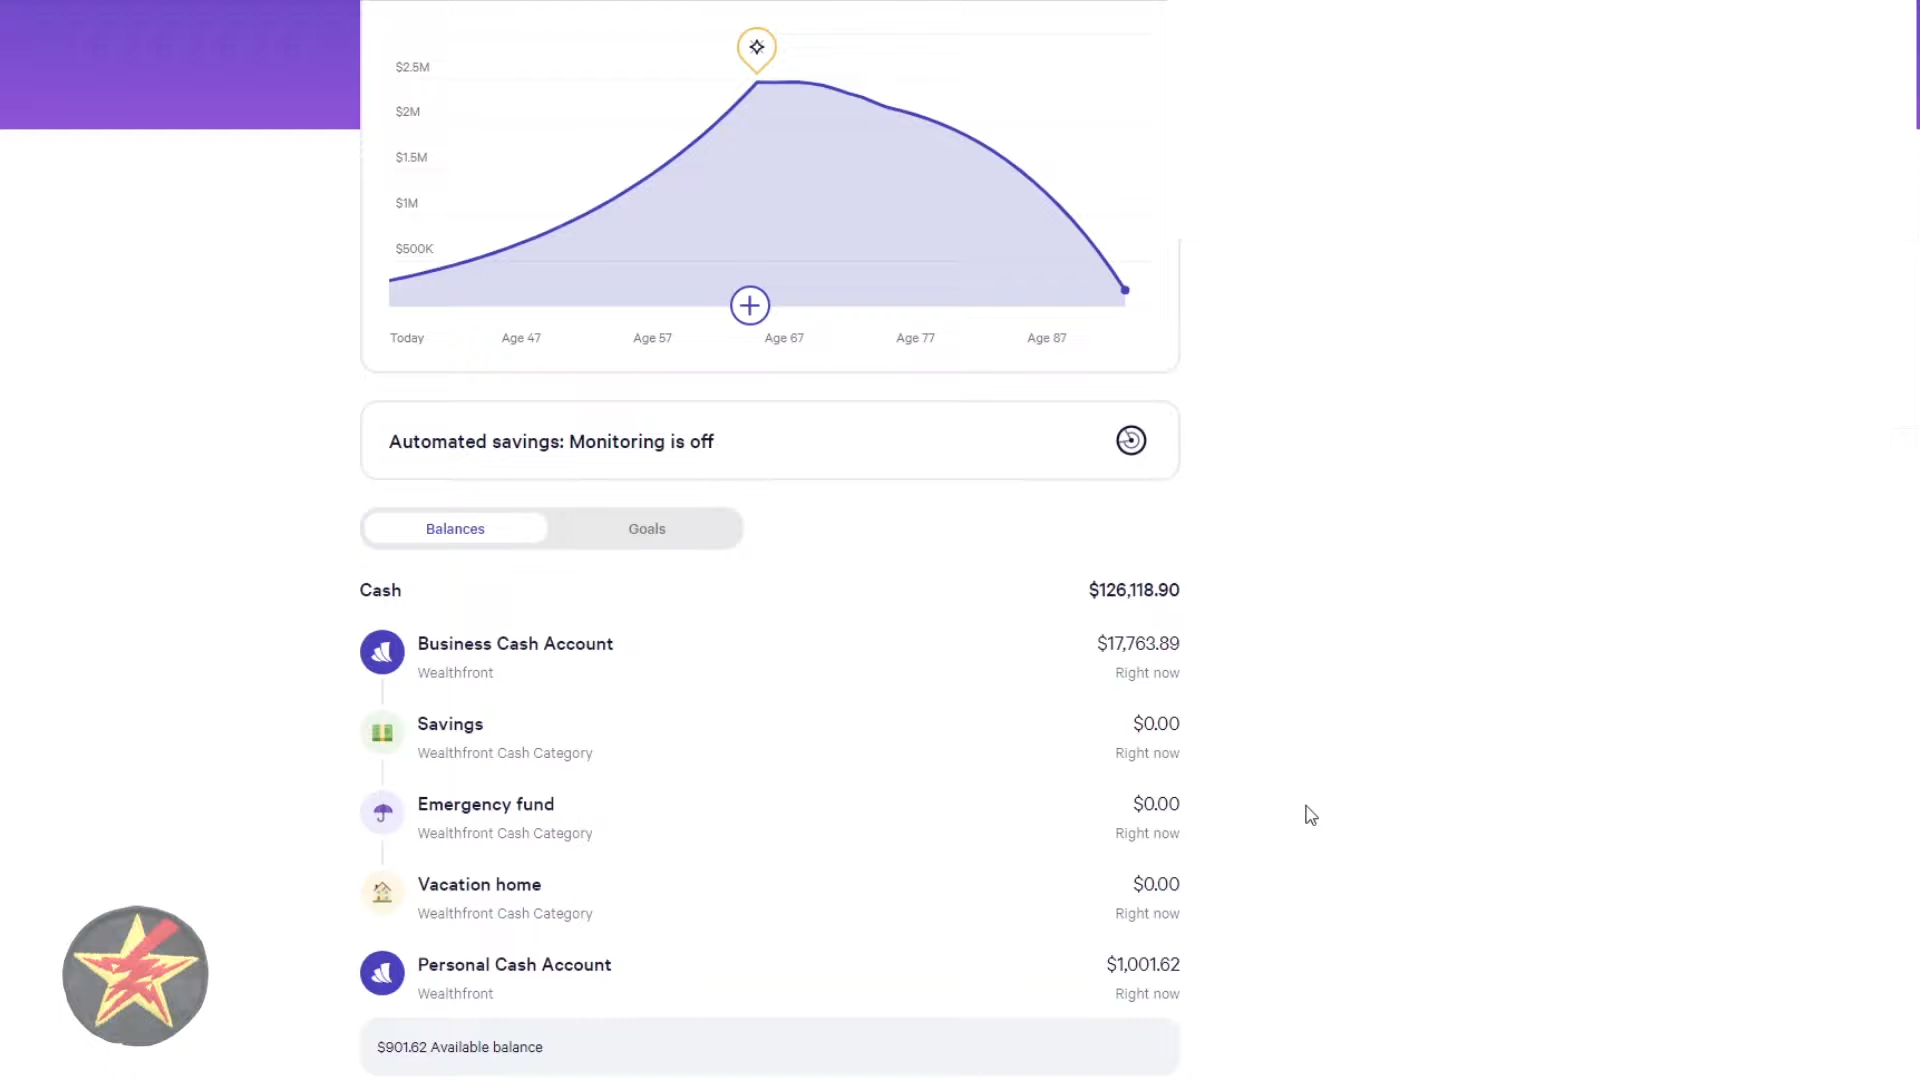 $2.5M
$2M
$1.5M
$1M
$500K
Today Age 47 Age 57 Age 67 Age 77 Age 87
Automated savings: Monitoring is off
Balances Goals
Cash $126,118.90
Business Cash Account $17,763.89
Wealthfront Right now
Savings $0.00
Wealthfront Cash Category Right now
Emergency fund $0.00
Wealthfront Cash Category Right now
Vacation home $0.00
Wealthfront Cash Category Right now
Personal Cash Account $1,001.62
Wealthfront Right now
$901.62 Available balance